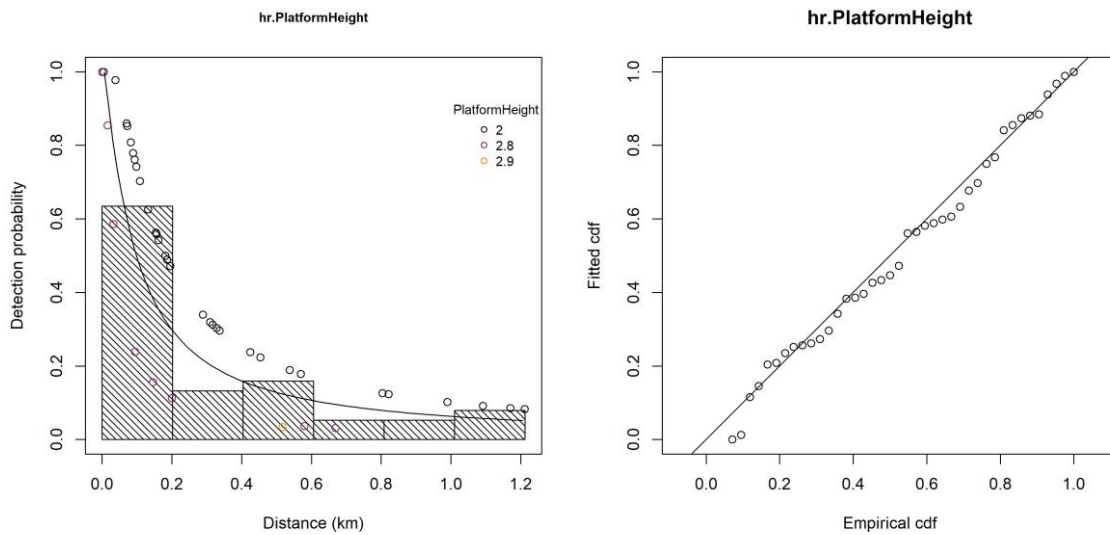 hr.PlatformHeight
Detection probability
1.0
0.8
0.6
0.4
0.2
0.0
PlatformHeight
2
2.8
2.9
0.0 0.2 0.4 0.6 0.8 1.0 1.2
Distance (km)
hr.PlatformHeight
Fitted cdf
1.0
0.8
0.6
0.4
0.2
0.0
0.0 0.2 0.4 0.6 0.8 1.0
Empirical cdf